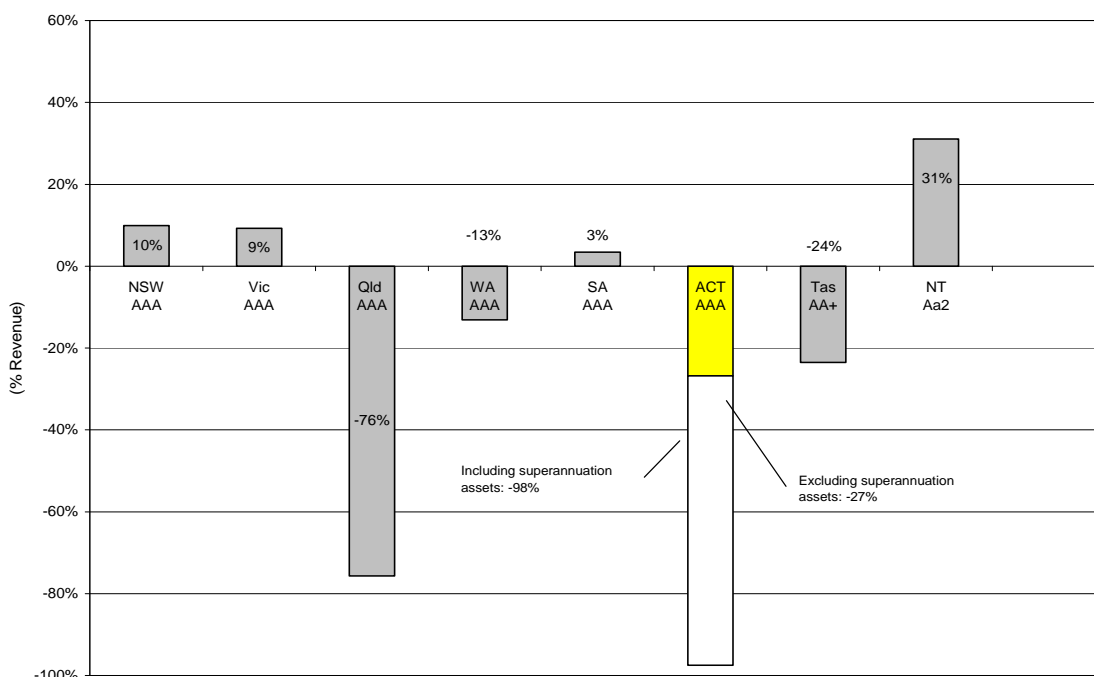 60%
40%
20%
0%
-20%
-40%
-60%
-80%
-100%
(% Revenue)
10%
9%
-76%
-13%
3%
-24%
31%
NSW
AAA
Vic
AAA
Qld
AAA
WA
AAA
SA
AAA
ACT
AAA
Tas
AA+
NT
Aa2
Including superannuation
assets: -98%
Excluding superannuation
assets: -27%